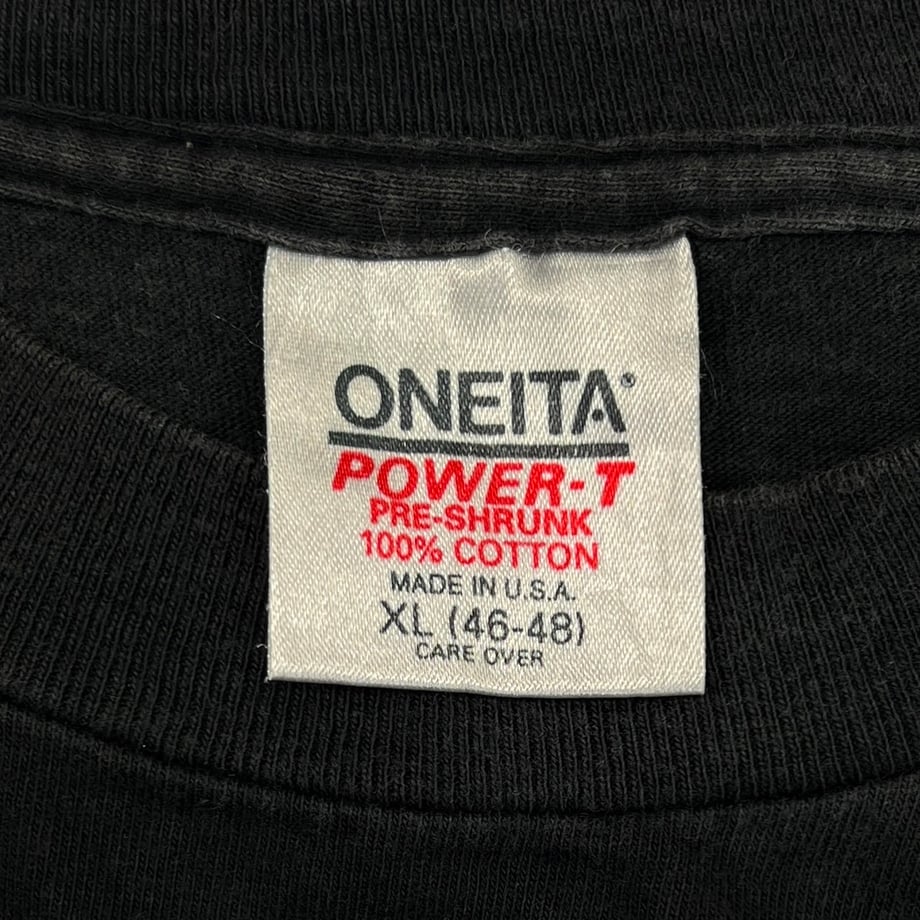 ONEITA®
POWER-T
PRE-SHRUNK
100% COTTON
MADE IN U.S.A.
XL (46-48)
CARE OVER